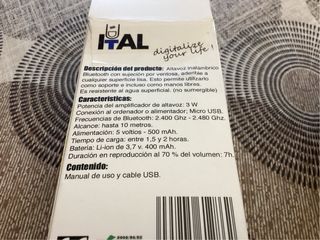 ITAL
digitalize
your life!
Descripción del producto: Altavoz inalámbrico
Bluetooth con sujeción por ventosa, adherible a
cualquier superficie lisa. Esto permite utilizarlo
como soporte e incluso como manos libres.
Es resistente al agua superficial. (no sumergible)
Características:
Potencia del amplificador de altavoz: 3 W
Conexión al ordenador o alimentador: Micro USB.
Frecuencias de Bluetooth: 2.400 Ghz - 2.480 Ghz.
Alcance: hasta 10 metros.
Alimentación: 5 voltios - 500 mAh.
Tiempo de carga: entre 1,5 y 2 horas.
Batería: Li-ion de 3,7 v. 400 mAh.
Duración en reproducción al 70 % del volumen: 7h.
Contenido:
Manual de uso y cable USB.